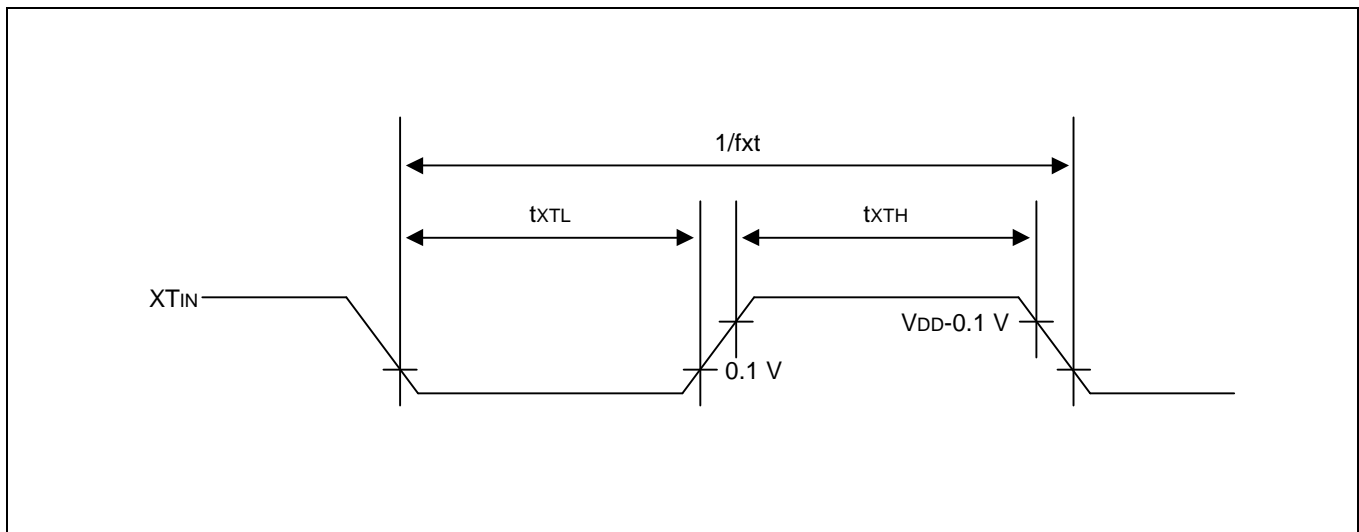 1/fxt
tXTL
tXTH
XTIN
VDD-0.1 V
0.1 V